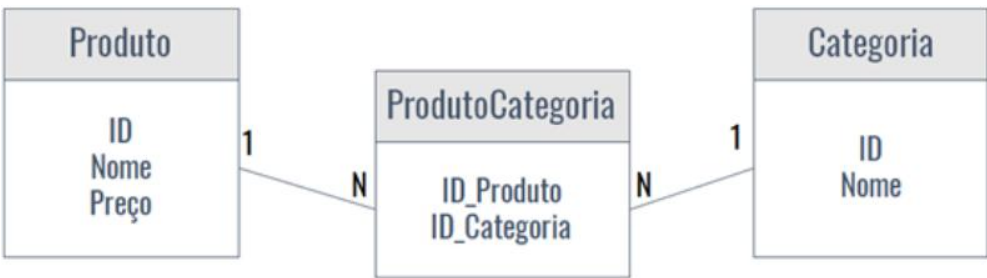 Produto
ID
Nome
Preço
1
N
ProdutoCategoria
ID_Produto
ID_Categoria
N
1
Categoria
ID
Nome